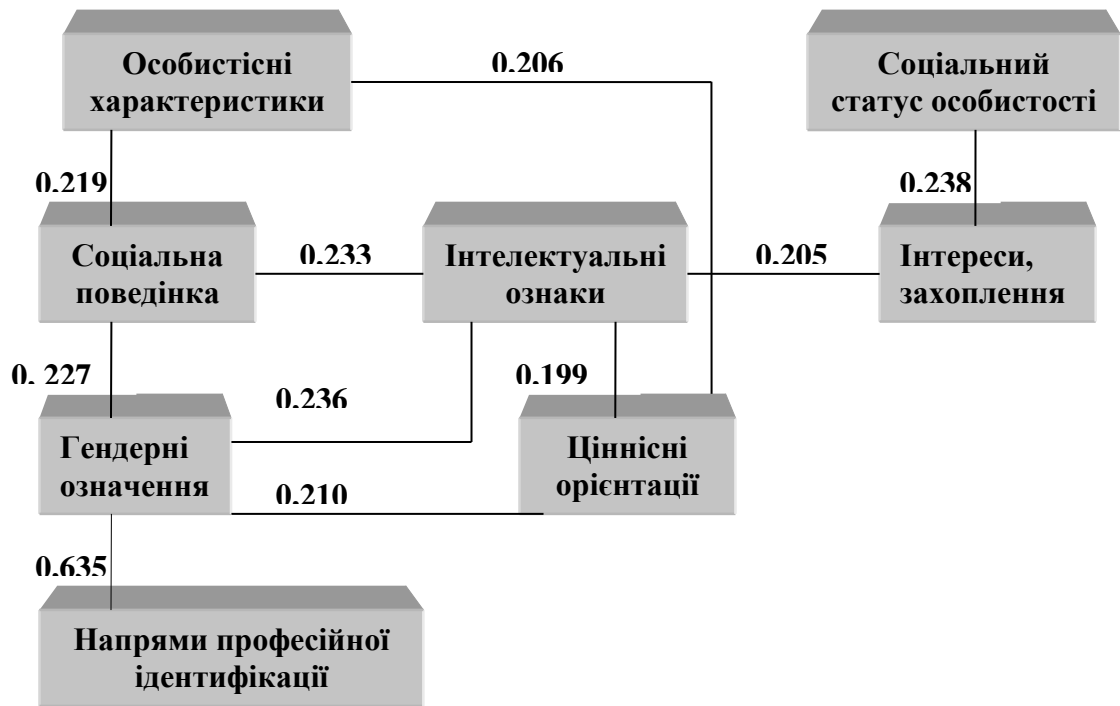 Особистісні
характеристики
0.206
Соціальний
статус особистості
0.219
0.238
Соціальна
поведінка
0.233
Інтелектуальні
ознаки
0.205
Інтереси,
захоплення
0. 227
0.236
0.199
Гендерні
означення
0.210
Ціннісні
орієнтації
0.635
Напрями професійної
ідентифікації